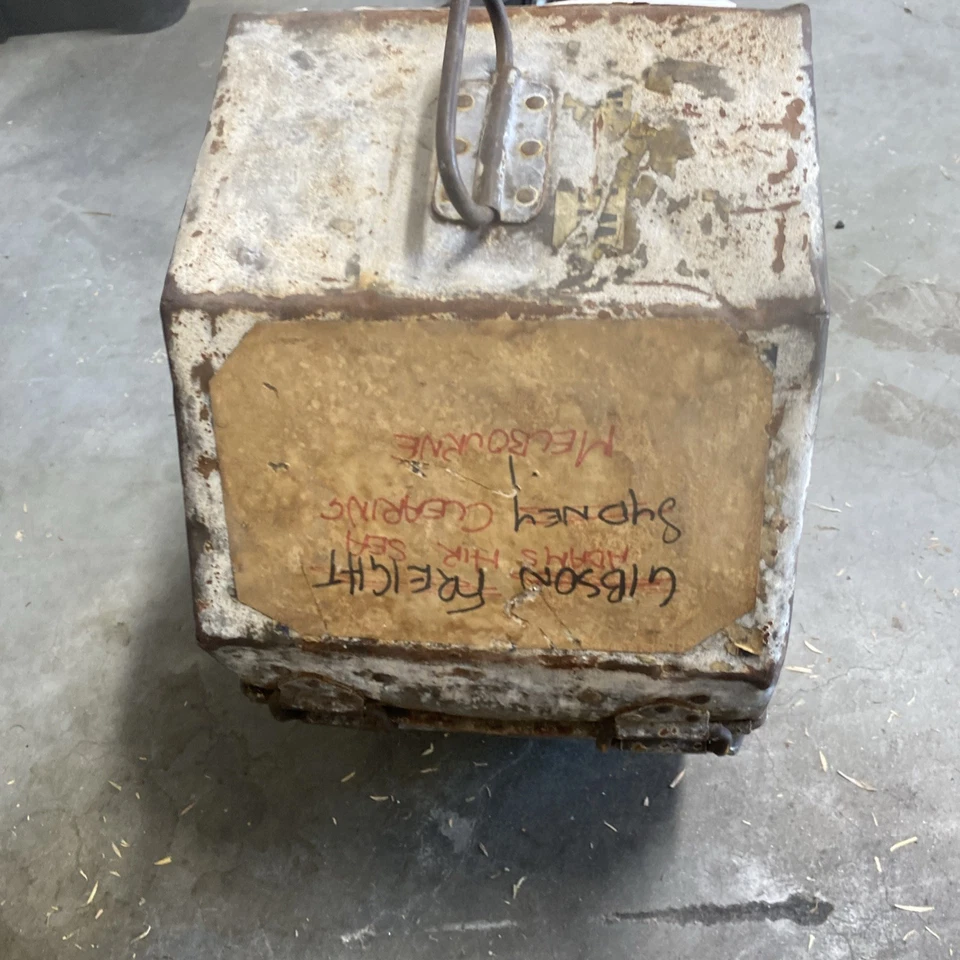 GIBSON FREIGHT
ADAMS AIR SEA
SYDNEY CLEARING
MELBOURNE